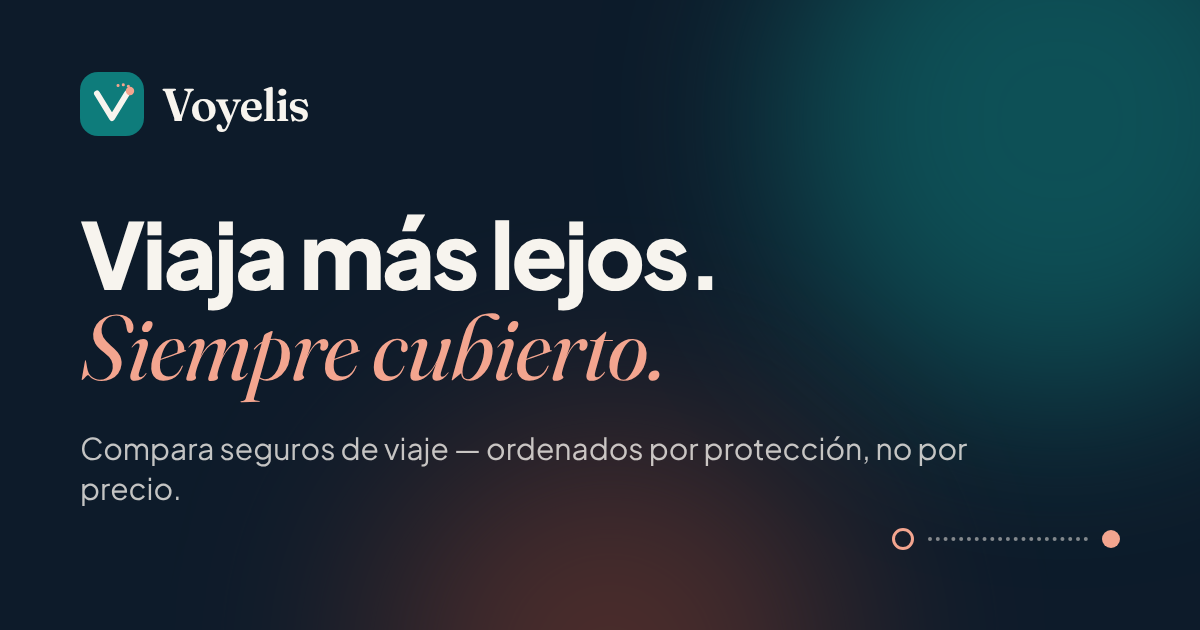 Voyelis
Viaja más lejos.
Siempre cubierto.
Compara seguros de viaje — ordenados por protección, no por
precio.